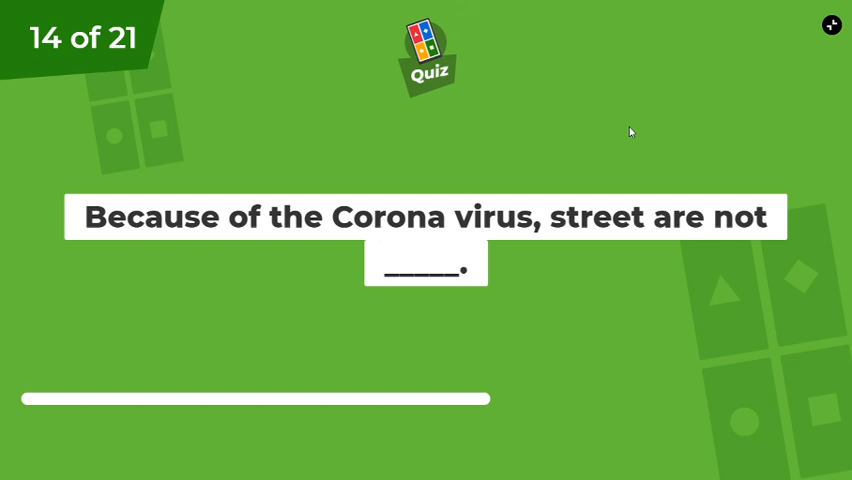 14 of 21
Quiz
Because of the Corona virus, street are not
_____.